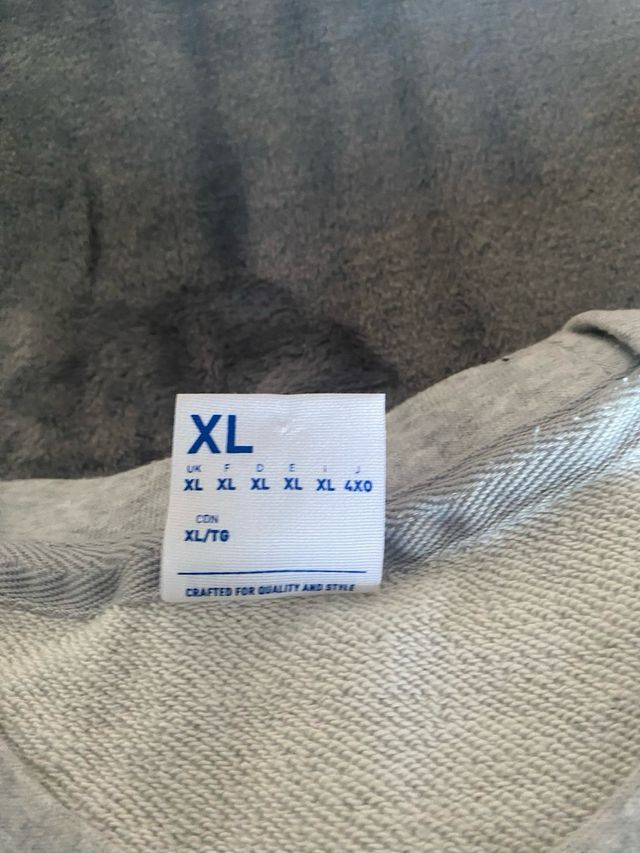 XL
UK F D E I J
XL XL XL XL XL 4XO
CDN
XL/TG
CRAFTED FOR QUALITY AND STYLE